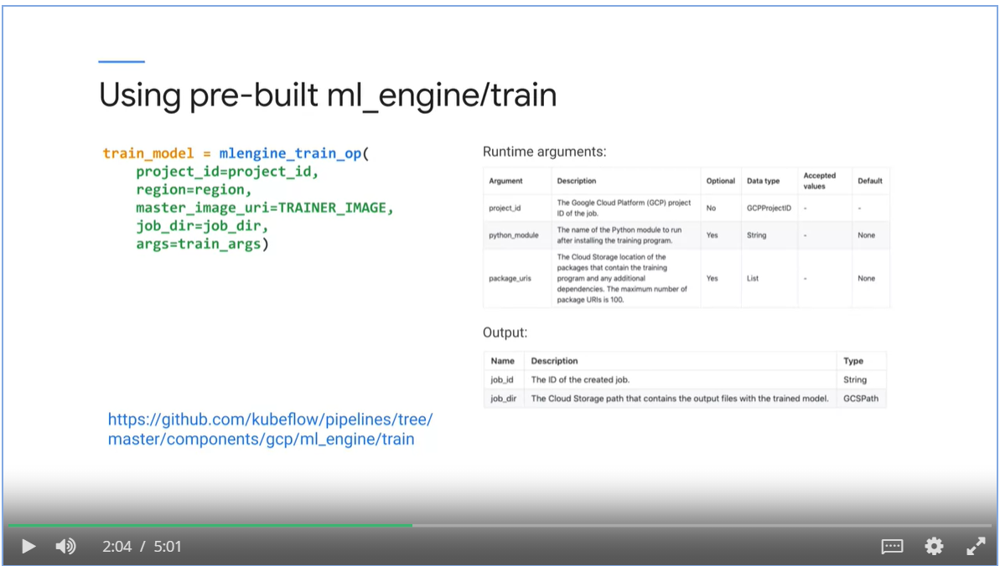 Using pre-built ml_engine/train
train_model = mlengine_train_op(
project_id=project_id,
region=region,
master_image_uri=TRAINER_IMAGE,
job_dir=job_dir,
args=train_args)
https://github.com/kubeflow/pipelines/tree/
master/components/gcp/ml_engine/train
Runtime arguments:
Argument Description Optional Data type Accepted values Default
project_id The Google Cloud Platform (GCP) project No GCPProjectID - -
ID of the job.
python_module The name of the Python module to run Yes String - None
after installing the training program.
The Cloud Storage location of the
packages that contain the training
package_uris program and any additional Yes List - None
dependencies. The maximum number of
package URIs is 100.
Output:
Name Description Type
job_id The ID of the created job. String
job_dir The Cloud Storage path that contains the output files with the trained model. GCSPath
2:04 / 5:01